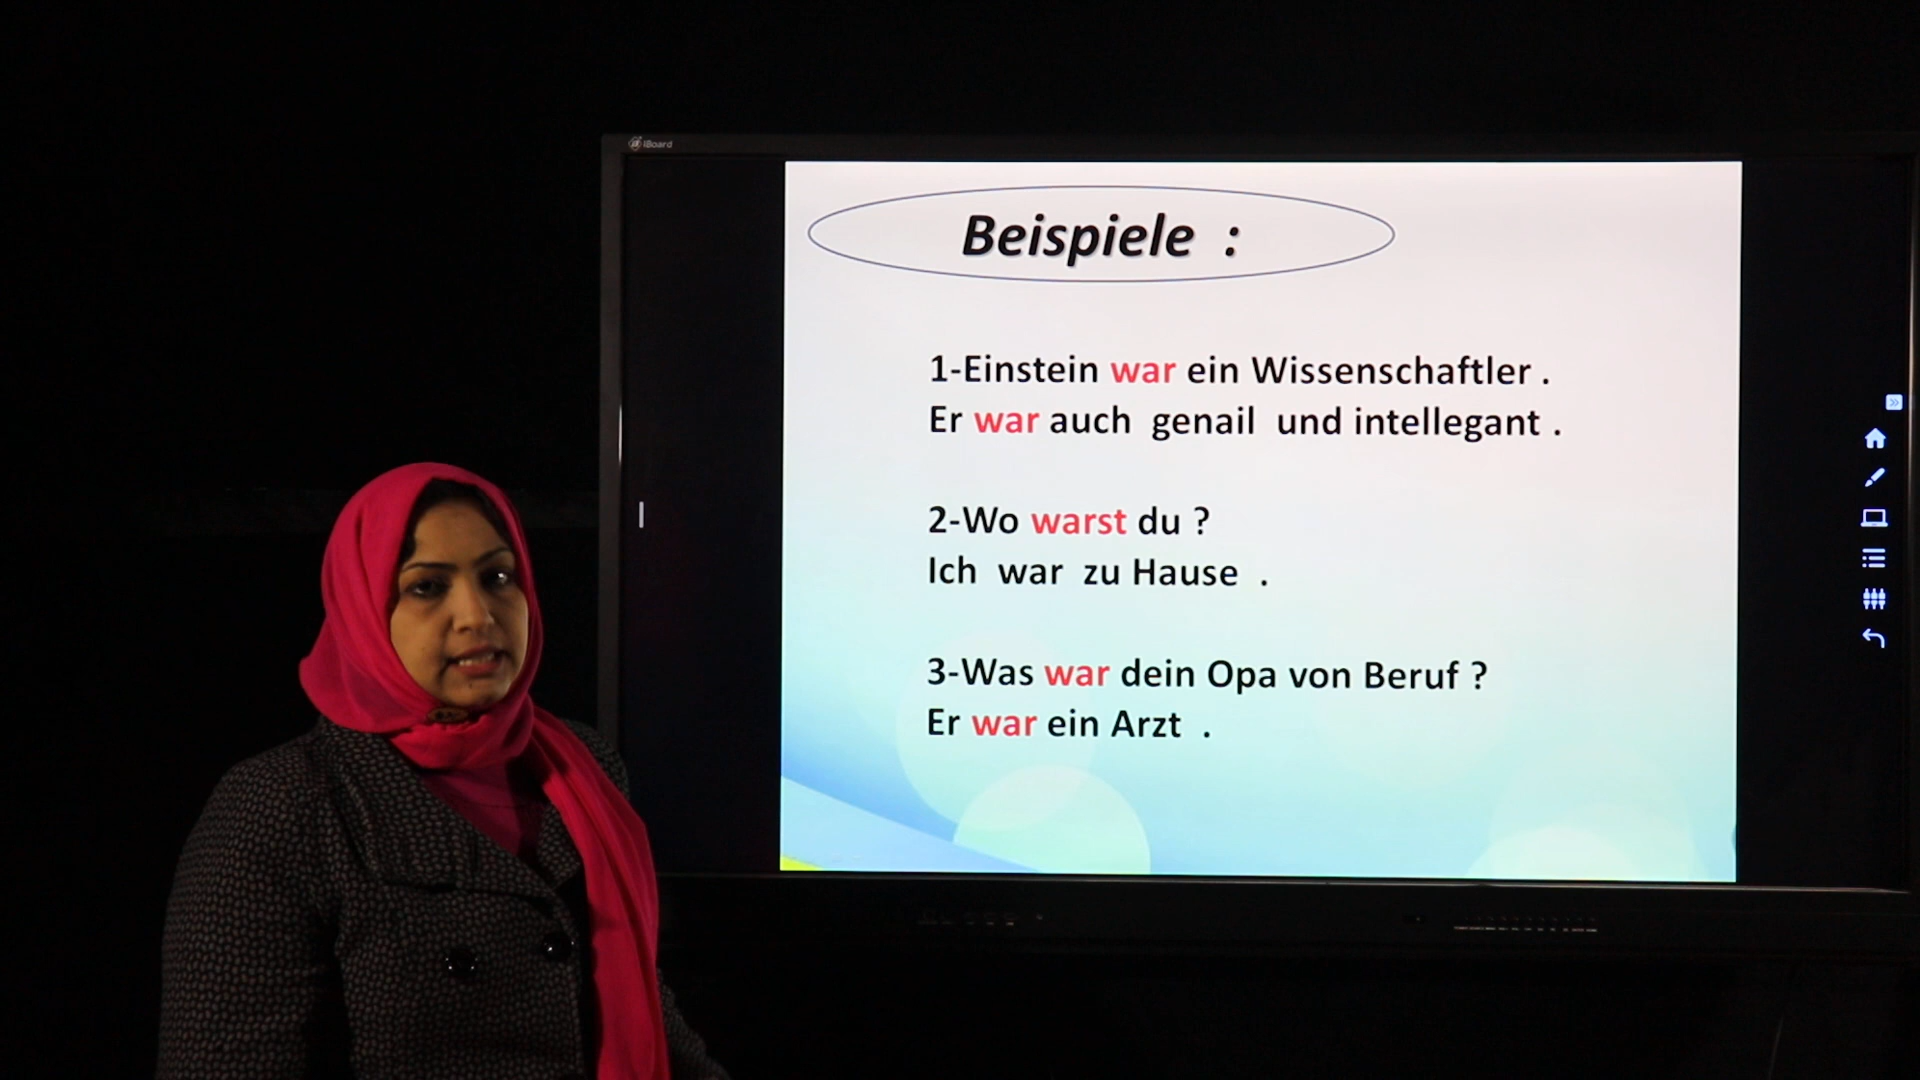 iBoard
Beispiele :
1-Einstein war ein Wissenschaftler .
Er war auch genail und intellegant .
2-Wo warst du ?
Ich war zu Hause .
3-Was war dein Opa von Beruf ?
Er war ein Arzt .